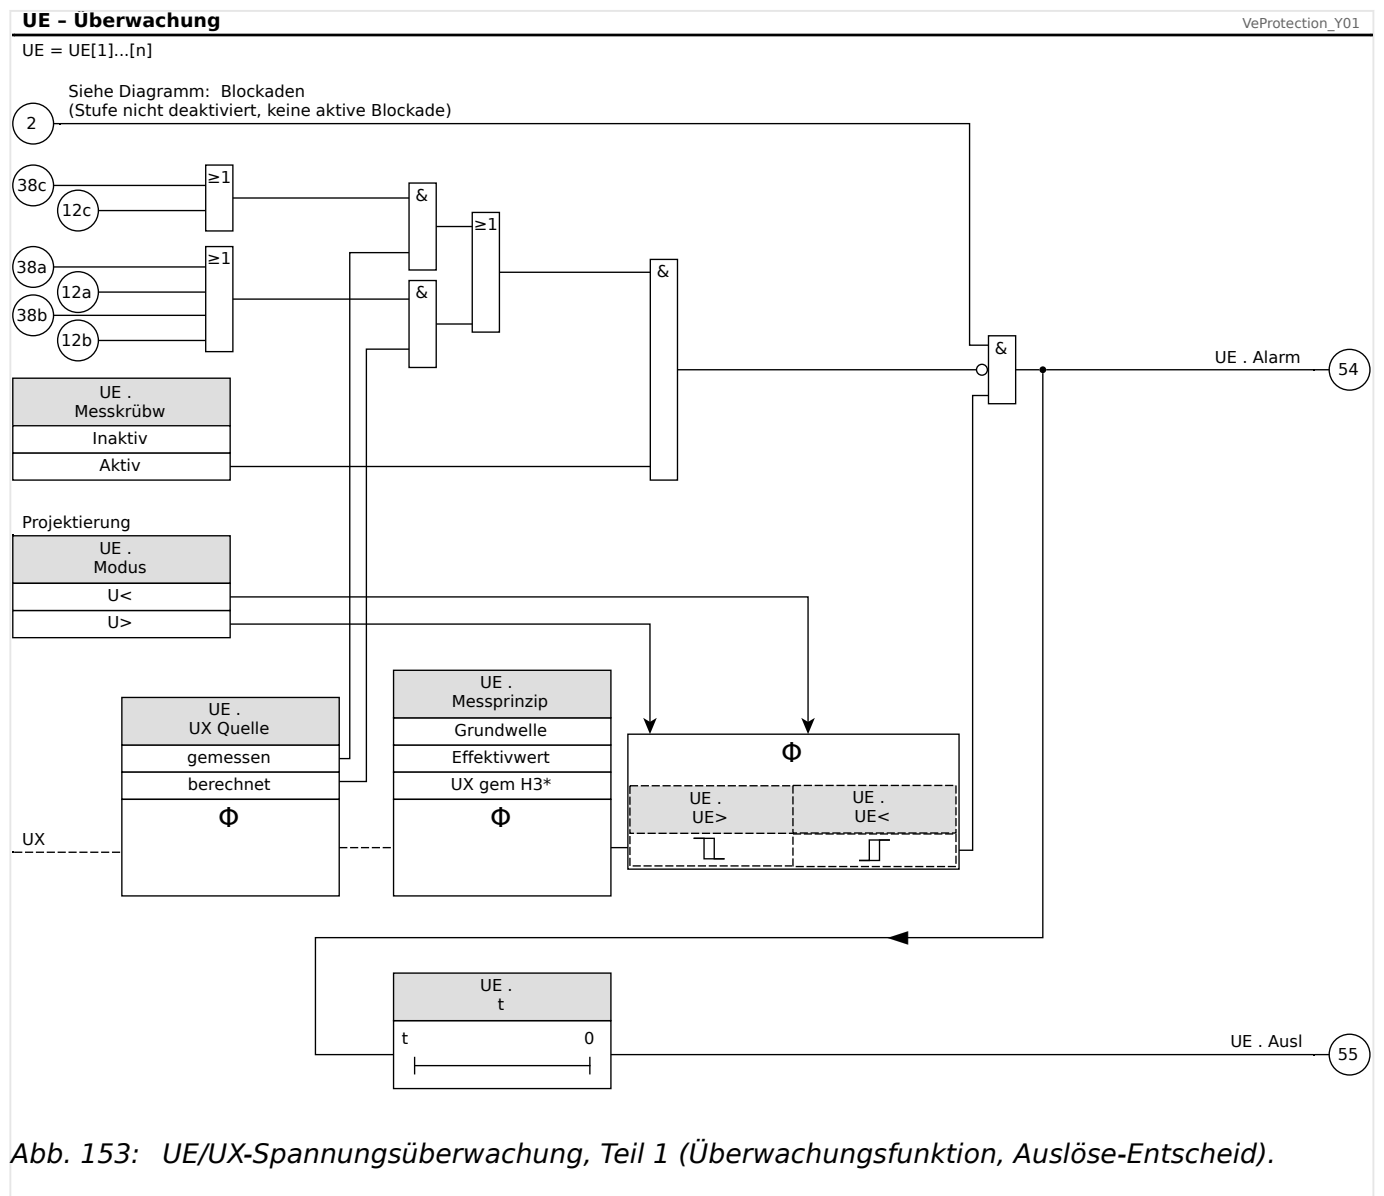 UE – Überwachung
VeProtection_Y01
UE = UE[1]...[n]
Siehe Diagramm: Blockaden
(Stufe nicht deaktiviert, keine aktive Blockade)
2
38c
12c
≥1
&
≥1
38a
12a
38b
12b
≥1
&
&
&
UE . Alarm
54
UE .
Messkrübw
Inaktiv
Aktiv
Projektierung
UE .
Modus
U<
U>
UE .
UX Quelle
gemessen
berechnet
Φ
UX
UE .
Messprinzip
Grundwelle
Effektivwert
UX gem H3*
Φ
Φ
UE .
UE>
UE .
UE<
UE .
t
t
0
UE . Ausl
55
Abb. 153: UE/UX-Spannungsüberwachung, Teil 1 (Überwachungsfunktion, Auslöse-Entscheid).